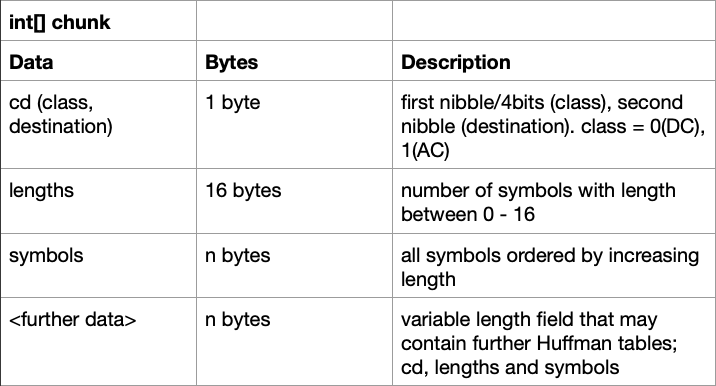 int[] chunk
Data Bytes Description
cd (class, 1 byte first nibble/4bits (class), second
destination) nibble (destination). class = 0(DC),
1(AC)
lengths 16 bytes number of symbols with length
between 0 - 16
symbols n bytes all symbols ordered by increasing
length
<further data> n bytes variable length field that may
contain further Huffman tables;
cd, lengths and symbols